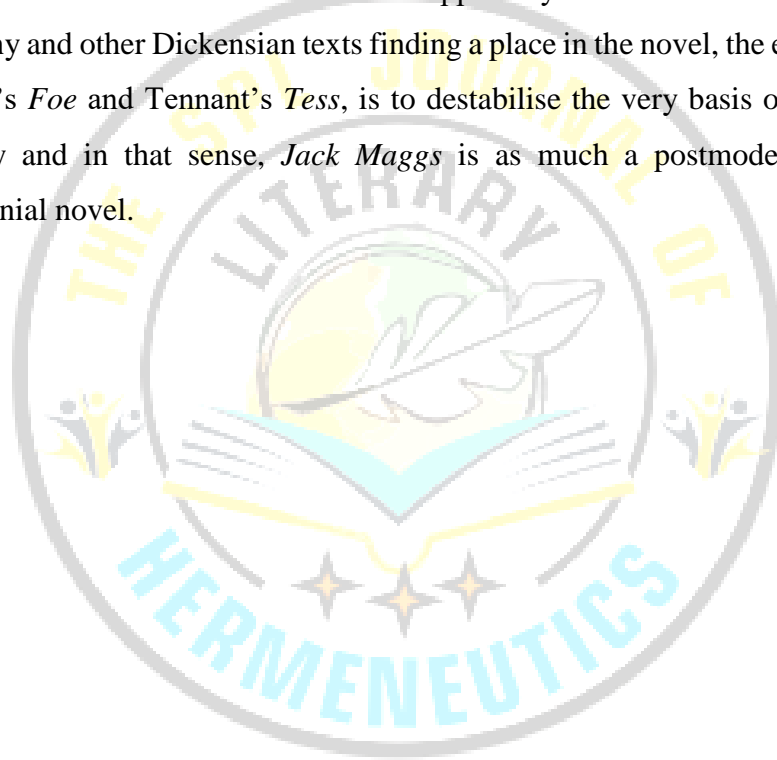 ny and other Dickensian texts finding a place in the novel, the e
's Foe and Tennant's Tess, is to destabilise the very basis o
y and in that sense, Jack Maggs is as much a postmode
nial novel.
THE SPL JOURNAL OF
LITERARY
HERMENEUTICS